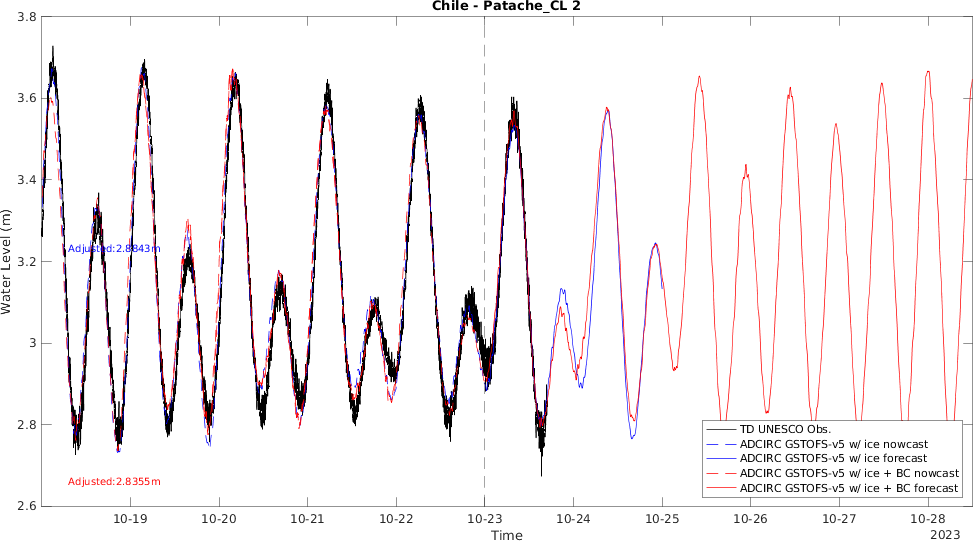 Chile - Patache_CL 2
3.8
3.6
3.4
3.2
3
2.8
2.6
Water Level (m)
Adjusted:2.8843m
Adjusted:2.8355m
TD UNESCO Obs.
ADCIRC GSTOFS-v5 w/ ice nowcast
ADCIRC GSTOFS-v5 w/ ice forecast
ADCIRC GSTOFS-v5 w/ ice + BC nowcast
ADCIRC GSTOFS-v5 w/ ice + BC forecast
10-19 10-20 10-21 10-22 10-23 10-24 10-25 10-26 10-27 10-28
Time
2023